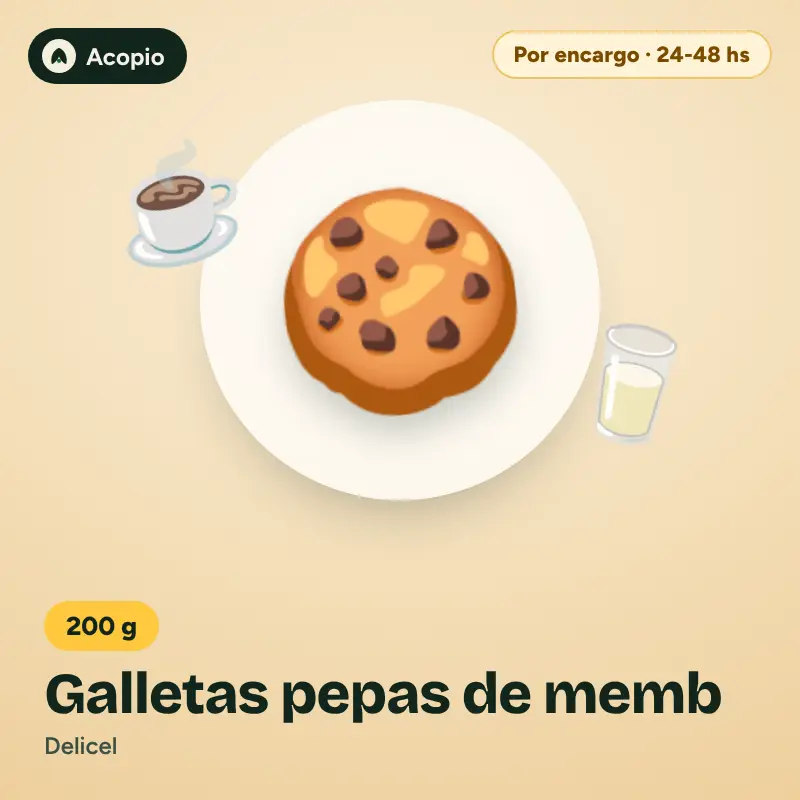 Acopio
Por encargo · 24-48 hs
200 g
Galletas pepas de memb
Delicel